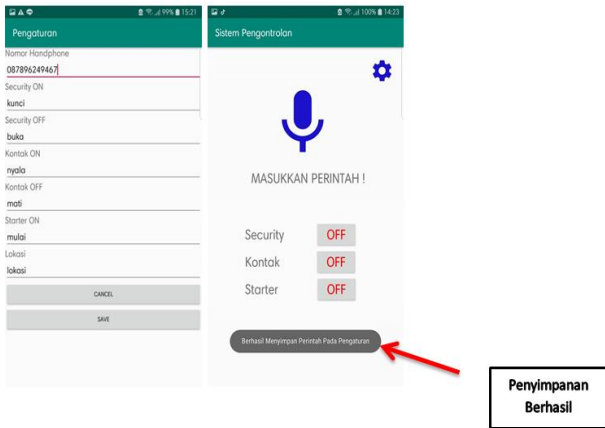 99% 15:21
Pengaturan
Nomor Handphone
087896249467
Security ON
kunci
Security OFF
buka
Kontak ON
nyala
Kontak OFF
mati
Starter ON
mulai
Lokasi
lokasi
CANCEL
SAVE
100% 14:23
Sistem Pengontrolan
MASUKKAN PERINTAH !
Security OFF
Kontak OFF
Starter OFF
Berhasil Menyimpan Perintah Pada Pengaturan
Penyimpanan
Berhasil